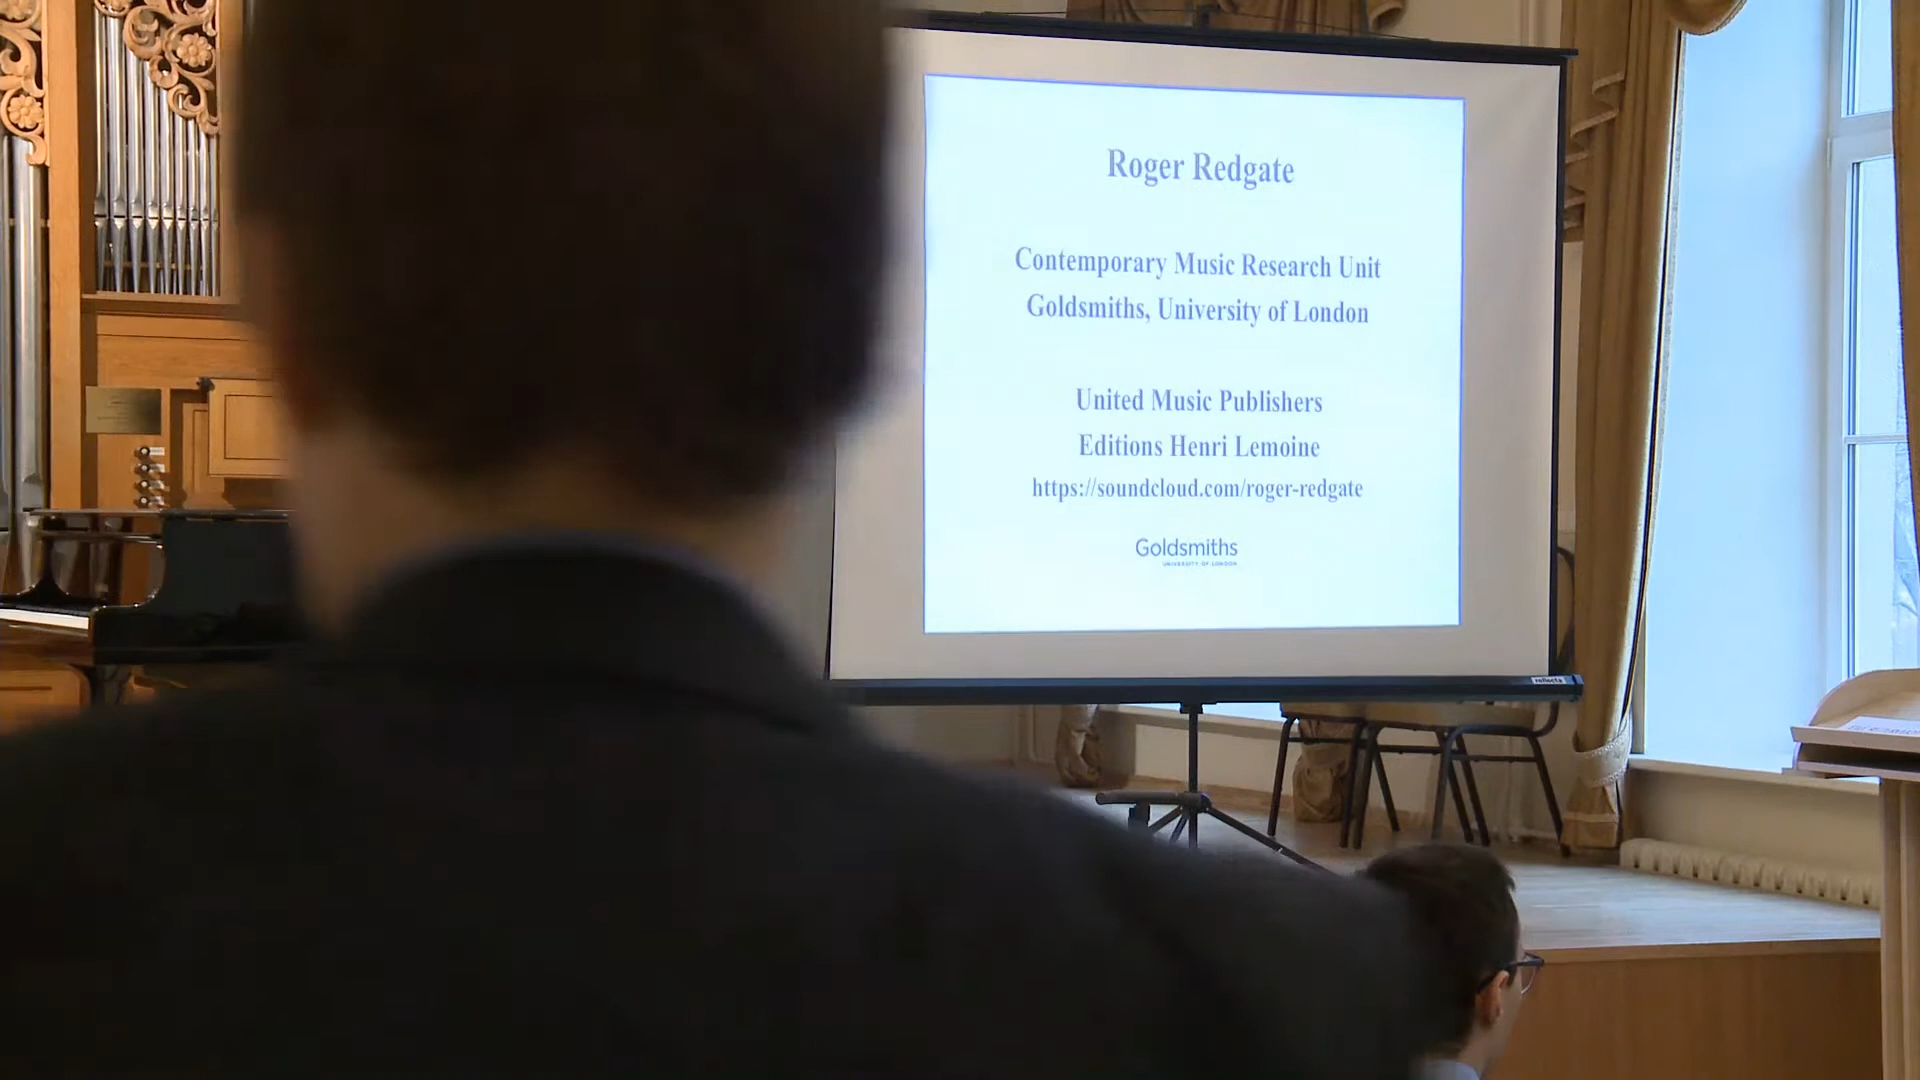 Roger Redgate
Contemporary Music Research Unit
Goldsmiths, University of London
United Music Publishers
Editions Henri Lemoine
https://soundcloud.com/roger-redgate
Goldsmiths
UNIVERSITY OF LONDON
reflecta